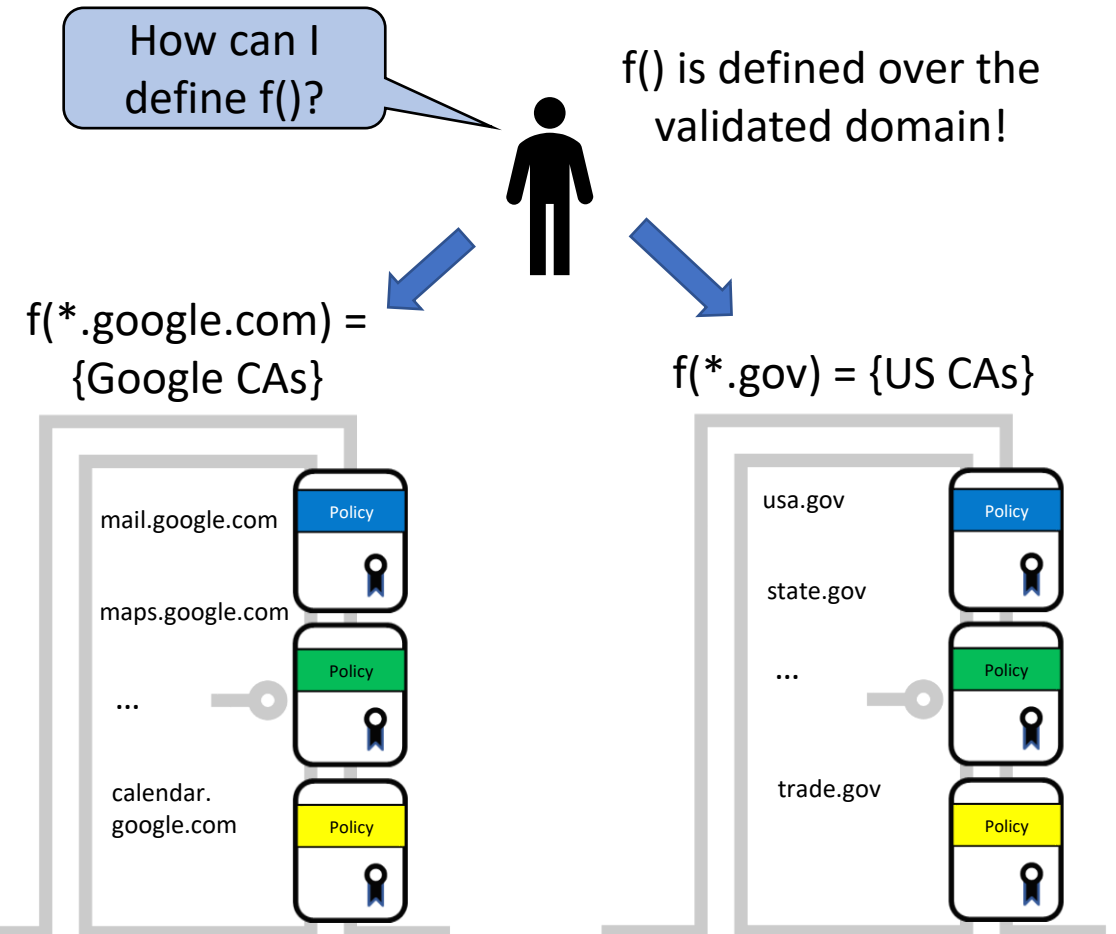 How can I
define f()?
f() is defined over the
validated domain!
f(*.google.com) =
{Google CAs}
mail.google.com
Policy
maps.google.com
Policy
...
calendar.
google.com
Policy
f(*.gov) = {US CAs}
usa.gov
Policy
state.gov
Policy
...
trade.gov
Policy